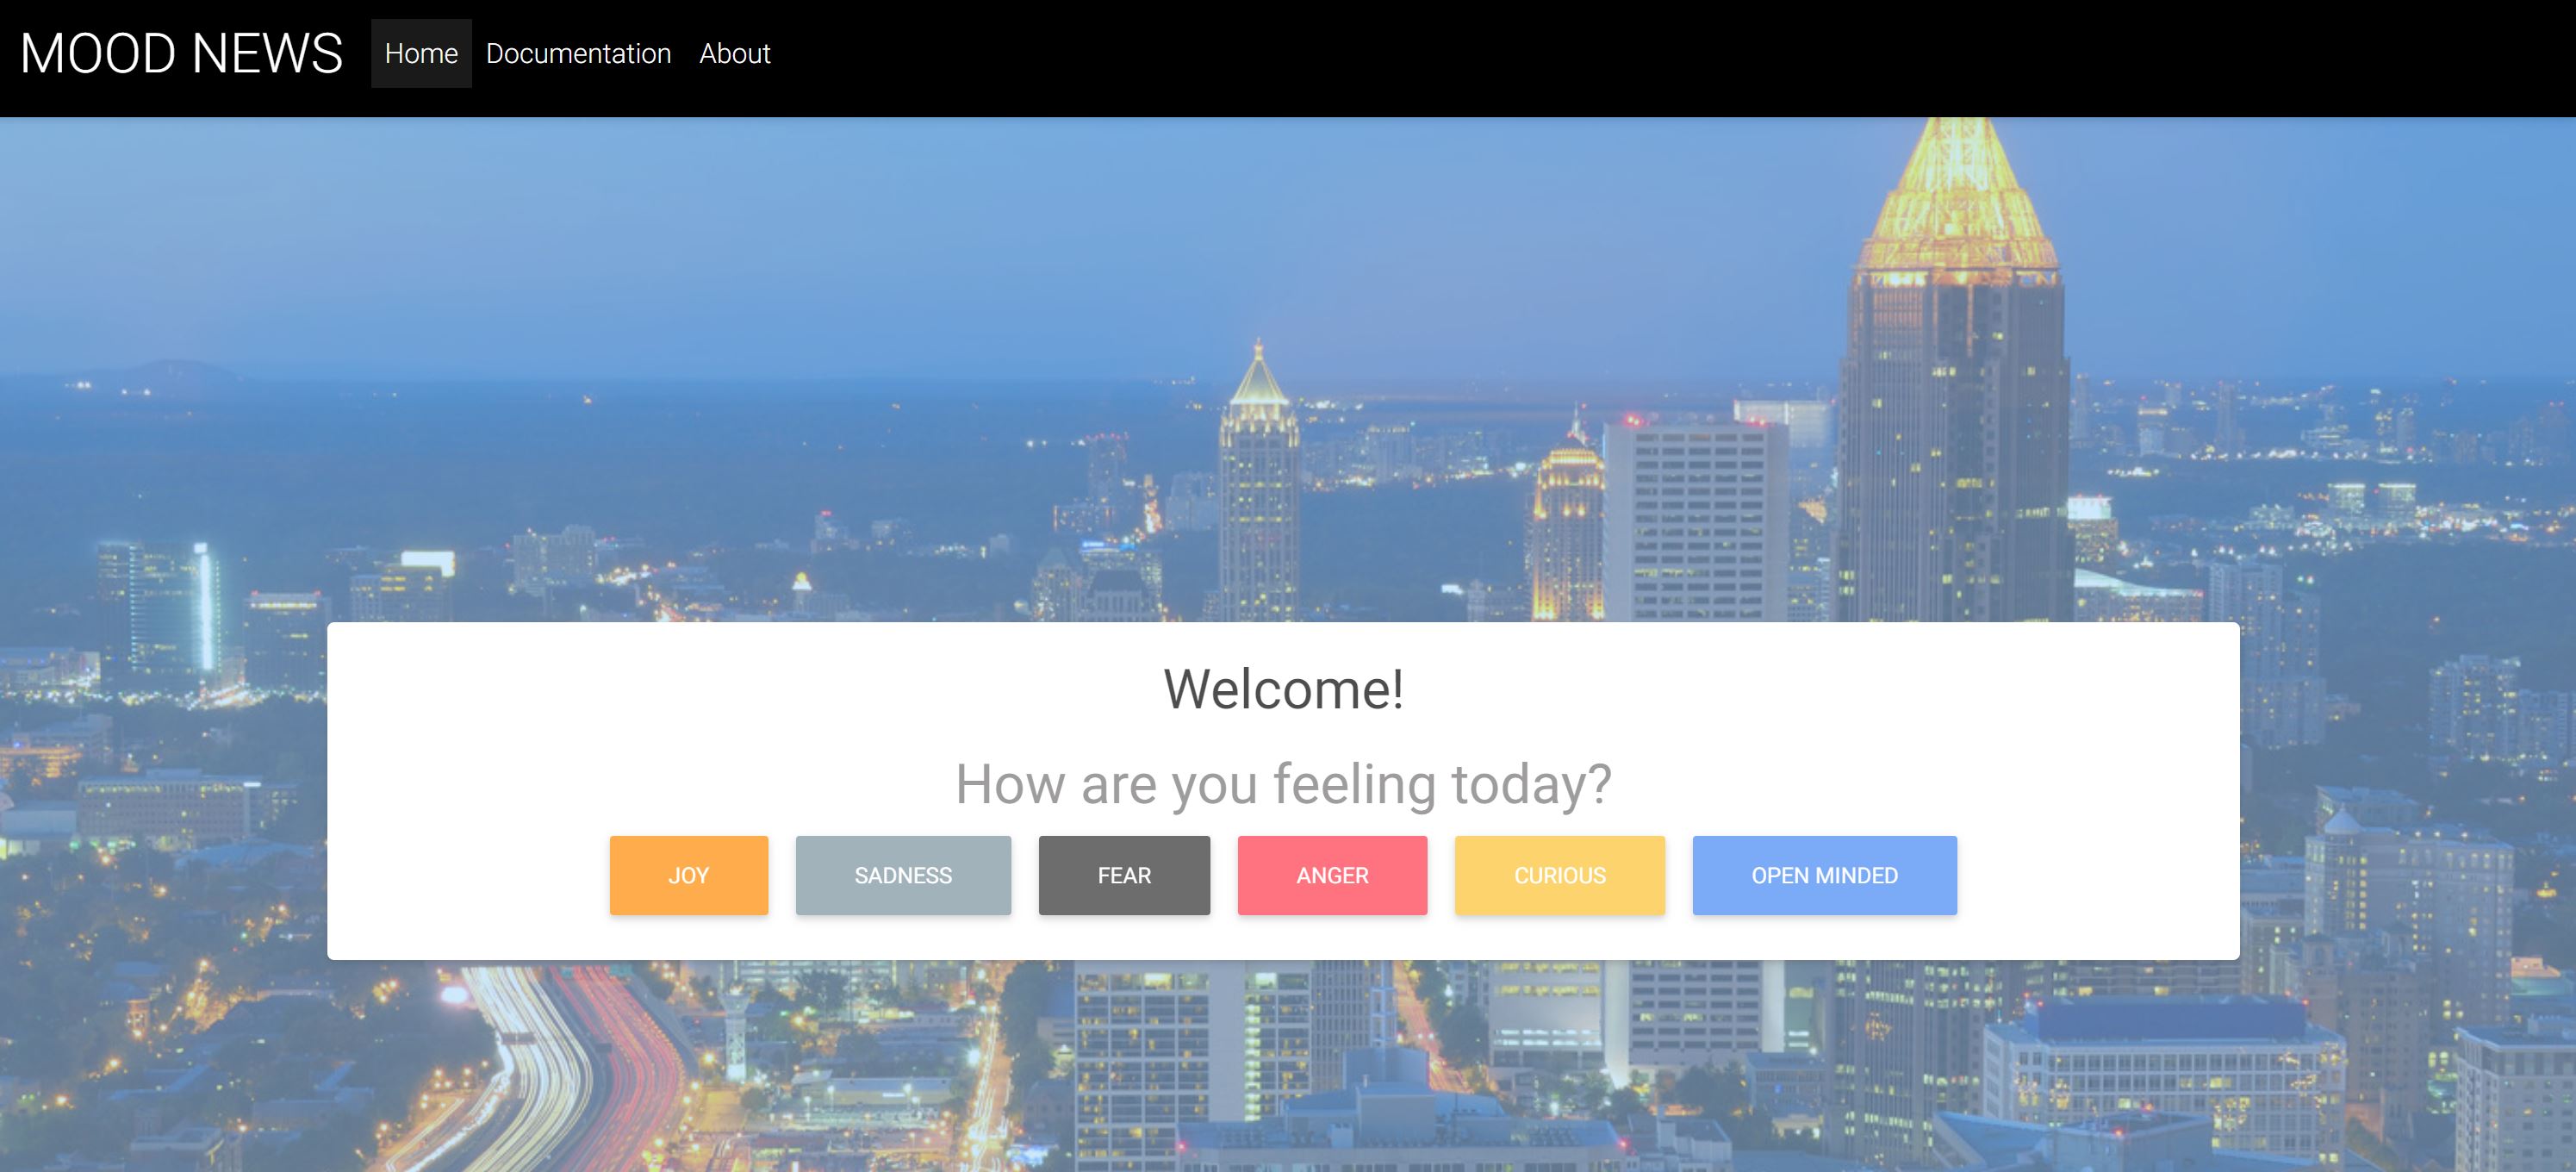 MOOD NEWS Home Documentation About
Welcome!
How are you feeling today?
JOY SADNESS FEAR ANGER CURIOUS OPEN MINDED